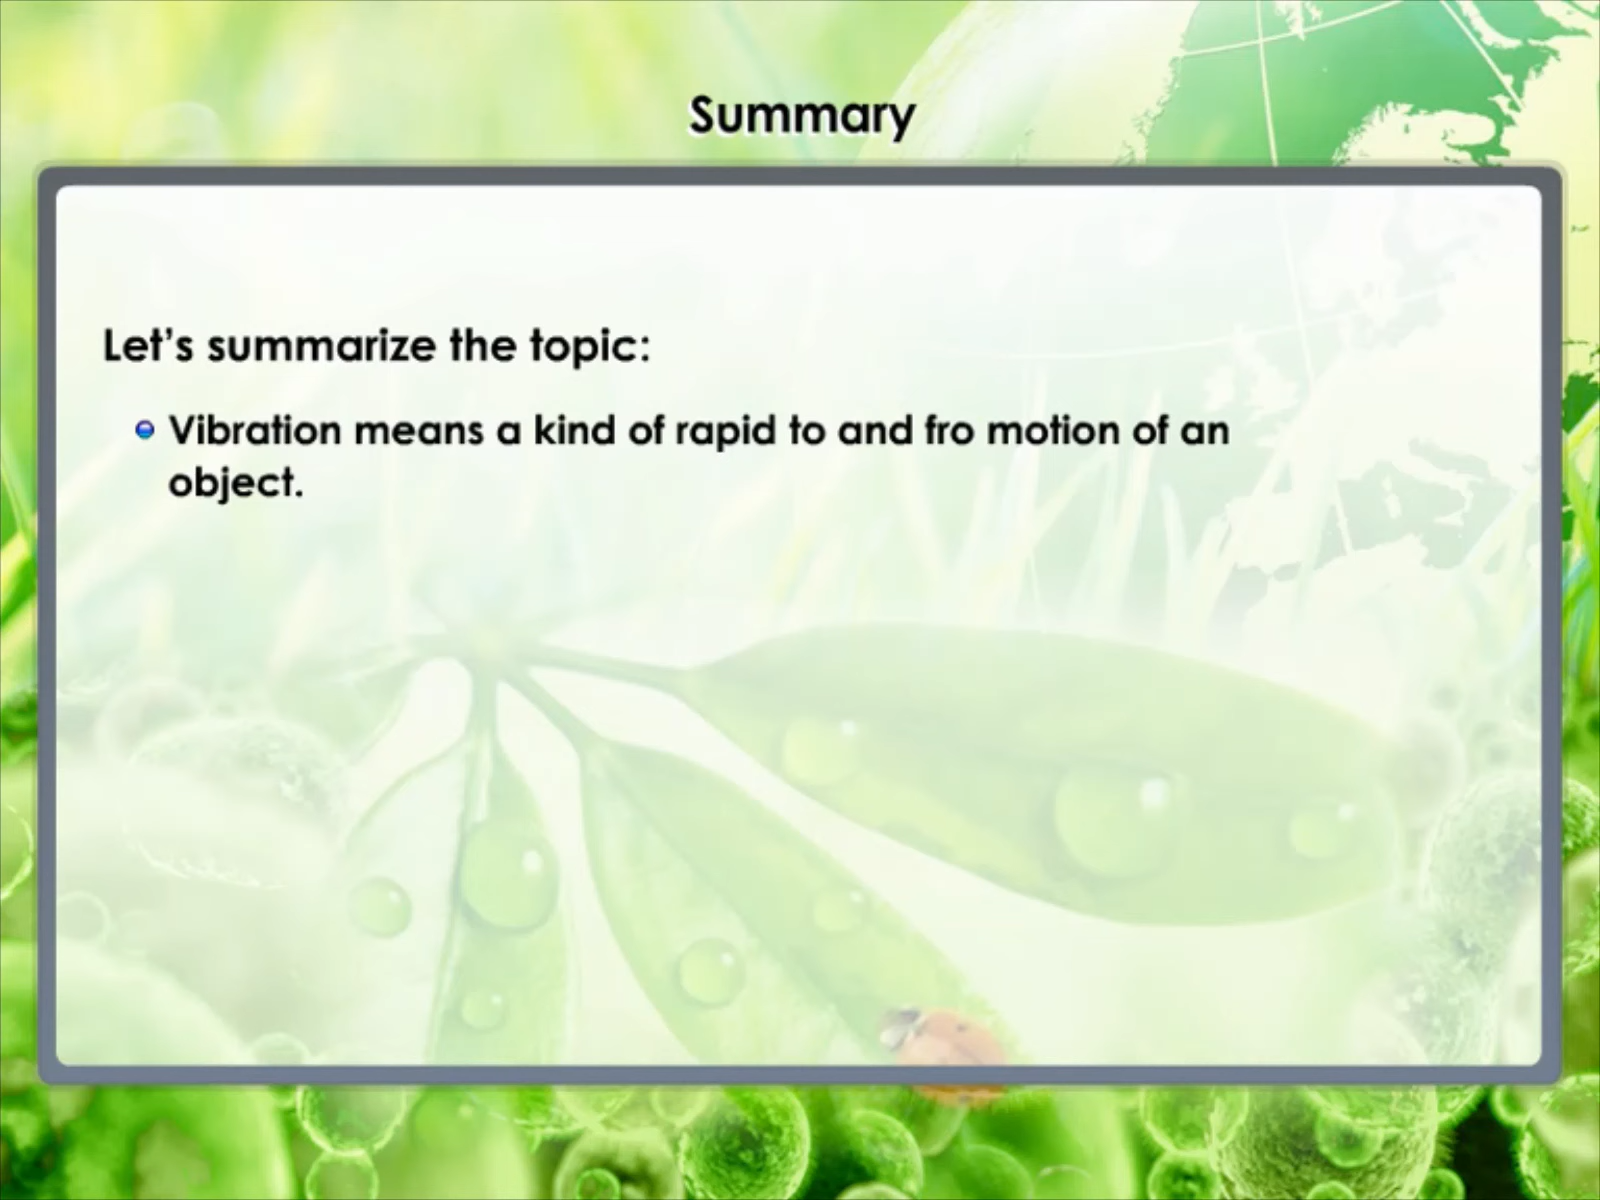 Summary
Let's summarize the topic:
Vibration means a kind of rapid to and fro motion of an
object.